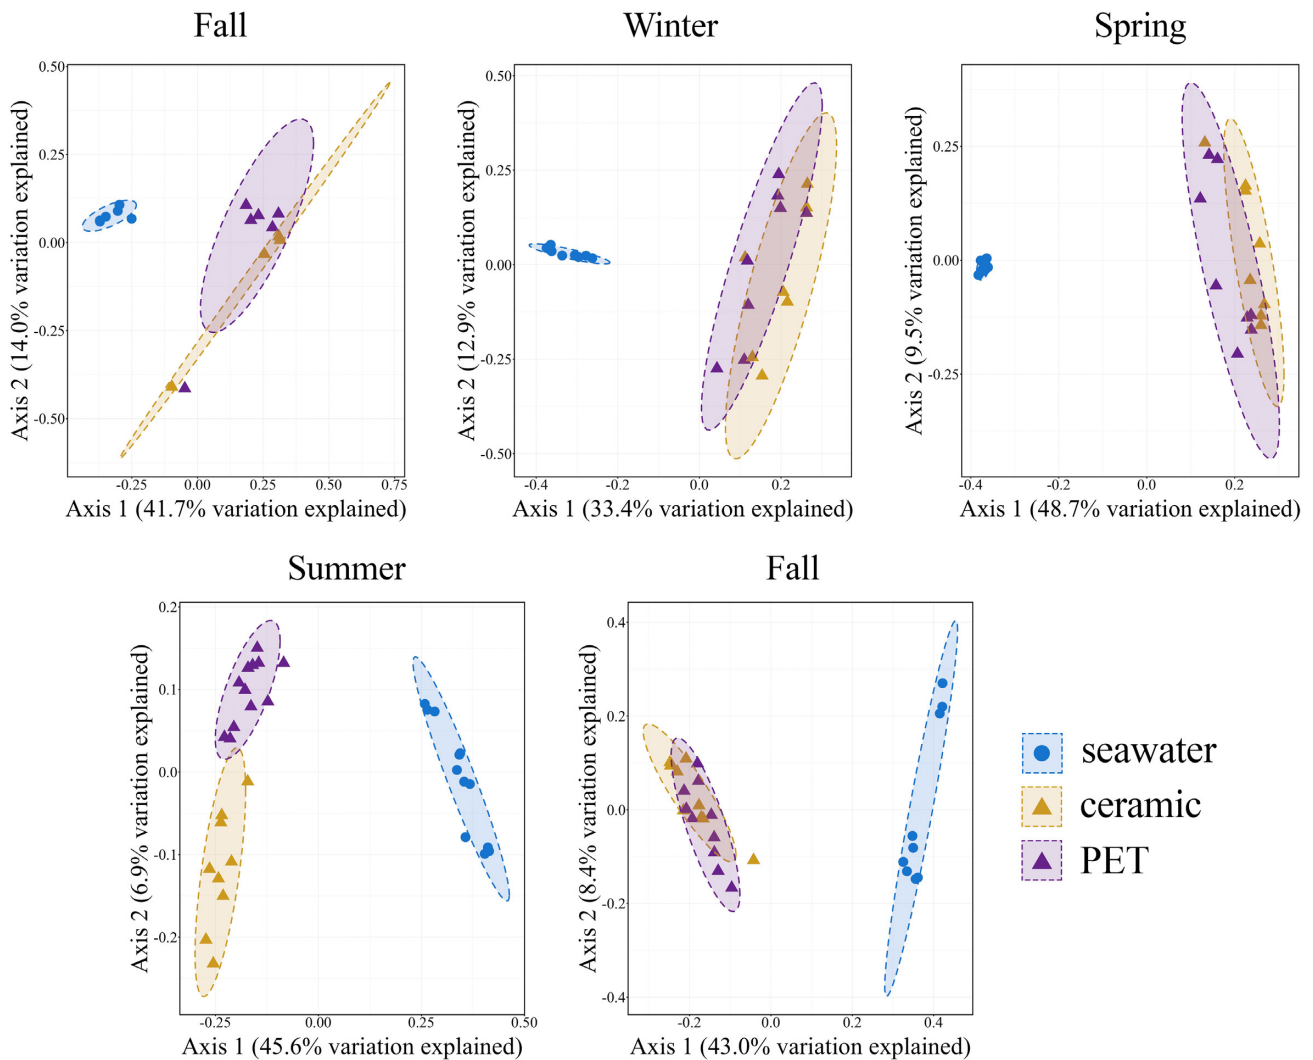 Fall
Winter
Spring
0.50
0.25
0.00
-0.25
-0.50
Axis 2 (14.0% variation explained)
-0.25
0.00
0.25
0.50
0.75
Axis 1 (41.7% variation explained)
0.50
0.25
0.00
-0.25
-0.50
Axis 2 (12.9% variation explained)
-0.4
-0.2
0.0
0.2
Axis 1 (33.4% variation explained)
0.25
0.00
-0.25
Axis 2 (9.5% variation explained)
-0.4
-0.2
0.0
0.2
Axis 1 (48.7% variation explained)
Summer
Fall
0.2
0.1
0.0
-0.1
-0.2
Axis 2 (6.9% variation explained)
-0.25
0.00
0.25
0.50
Axis 1 (45.6% variation explained)
0.4
0.2
0.0
-0.2
-0.4
Axis 2 (8.4% variation explained)
-0.2
0.0
0.2
0.4
Axis 1 (43.0% variation explained)
seawater
ceramic
PET